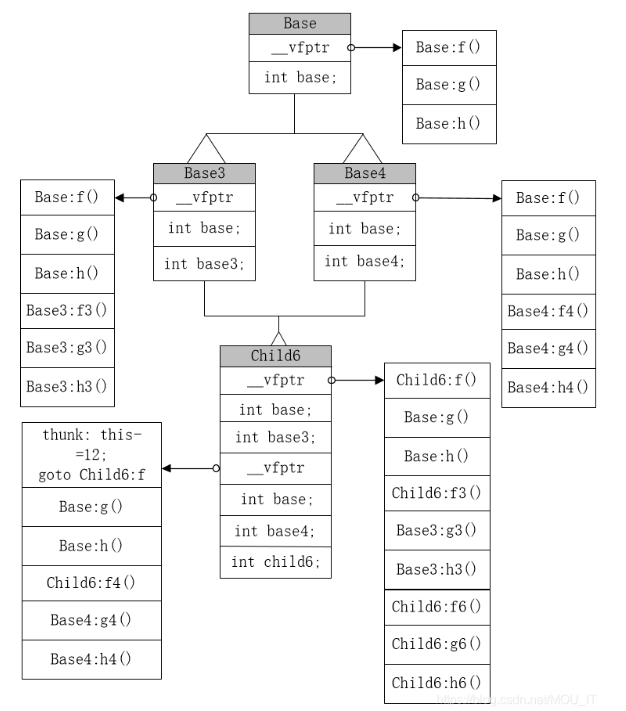 Base
__vfptr
int base;
Base:f()
Base:g()
Base:h()
Base3
__vfptr
int base;
int base3;
Base4
__vfptr
int base;
int base4;
Base:f()
Base:g()
Base:h()
Base3:f3()
Base3:g3()
Base3:h3()
Base:f()
Base:g()
Base:h()
Base4:f4()
Base4:g4()
Base4:h4()
Child6
__vfptr
int base;
int base3;
__vfptr
int base;
int base4;
int child6;
thunk: this-
=12;
goto Child6:f
Base:g()
Base:h()
Child6:f4()
Base4:g4()
Base4:h4()
Child6:f()
Base:g()
Base:h()
Child6:f3()
Base3:g3()
Base3:h3()
Child6:f6()
Child6:g6()
Child6:h6()
https://blog.csdn.net/MOU_IT